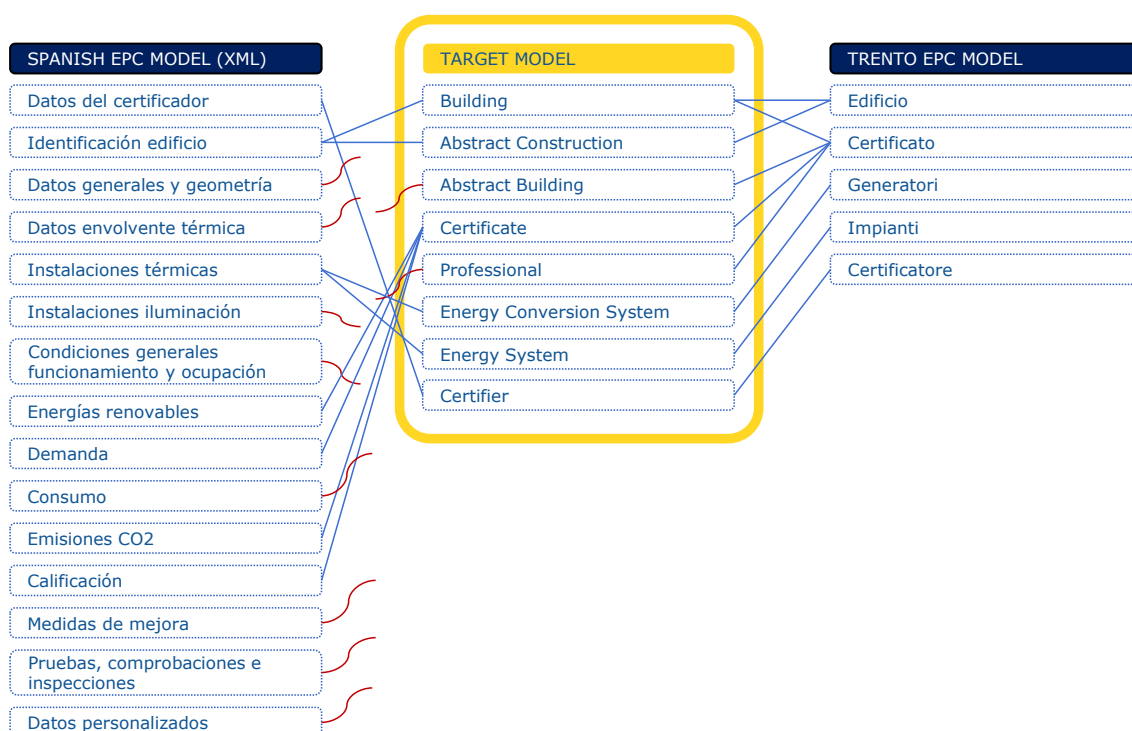 SPANISH EPC MODEL (XML)
Datos del certificador
Identificación edificio
Datos generales y geometría
Datos envolvente térmica
Instalaciones térmicas
Instalaciones iluminación
Condiciones generales
funcionamiento y ocupación
Energías renovables
Demanda
Consumo
Emisiones CO2
Calificación
Medidas de mejora
Pruebas, comprobaciones e
inspecciones
Datos personalizados
TARGET MODEL
Building
Abstract Construction
Abstract Building
Certificate
Professional
Energy Conversion System
Energy System
Certifier
TRENTO EPC MODEL
Edificio
Certificato
Generatori
Impianti
Certificatore